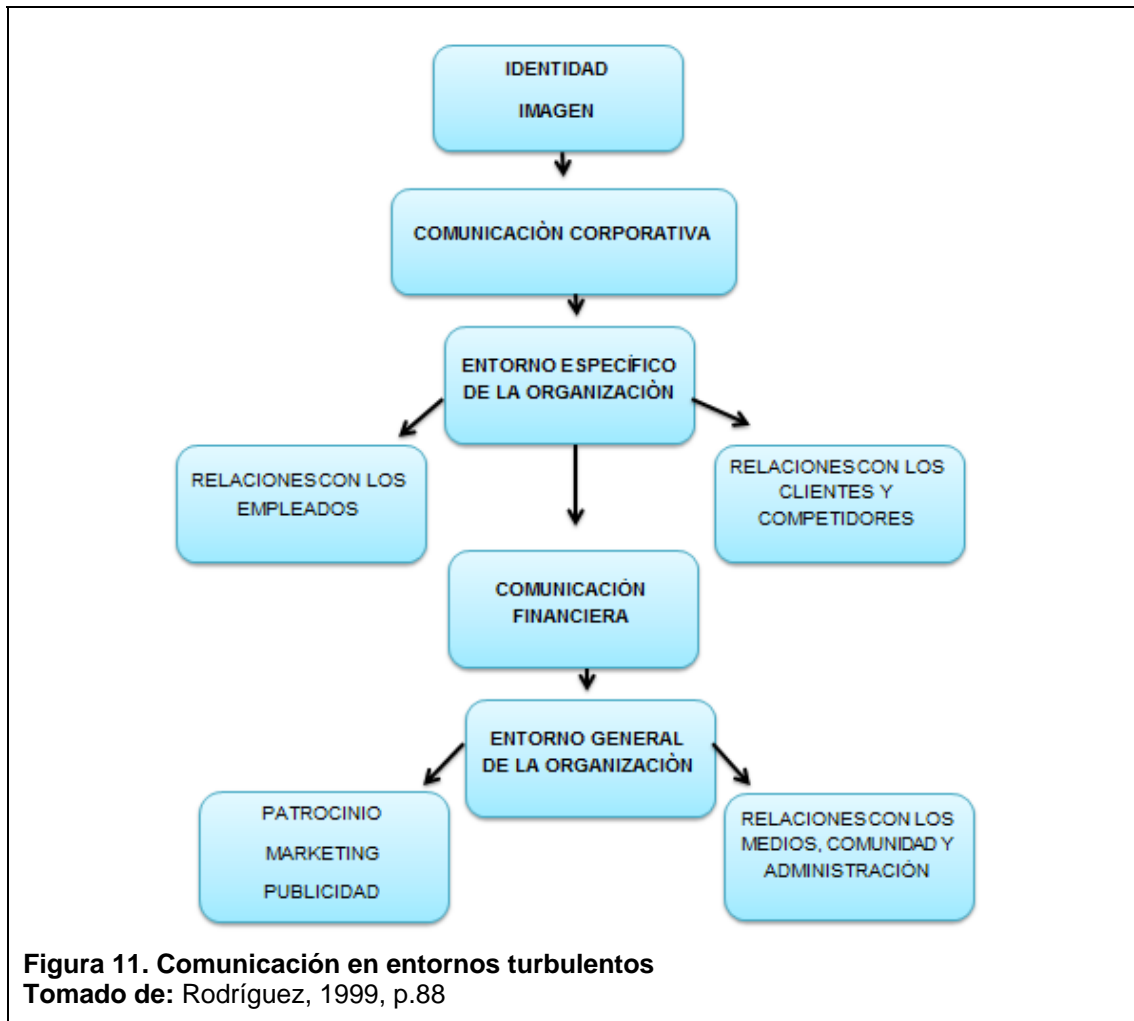 IDENTIDAD
IMAGEN
COMUNICACIÒN CORPORATIVA
ENTORNO ESPECÍFICO
DE LA ORGANIZACIÒN
RELACIONES CON LOS
EMPLEADOS
RELACIONES CON LOS
CLIENTES Y
COMPETIDORES
COMUNICACIÓN
FINANCIERA
ENTORNO GENERAL
DE LA ORGANIZACIÒN
PATROCINIO
MARKETING
PUBLICIDAD
RELACIONES CON LOS
MEDIOS, COMUNIDAD Y
ADMINISTRACIÓN
Figura 11. Comunicación en entornos turbulentos
Tomado de: Rodríguez, 1999, p.88